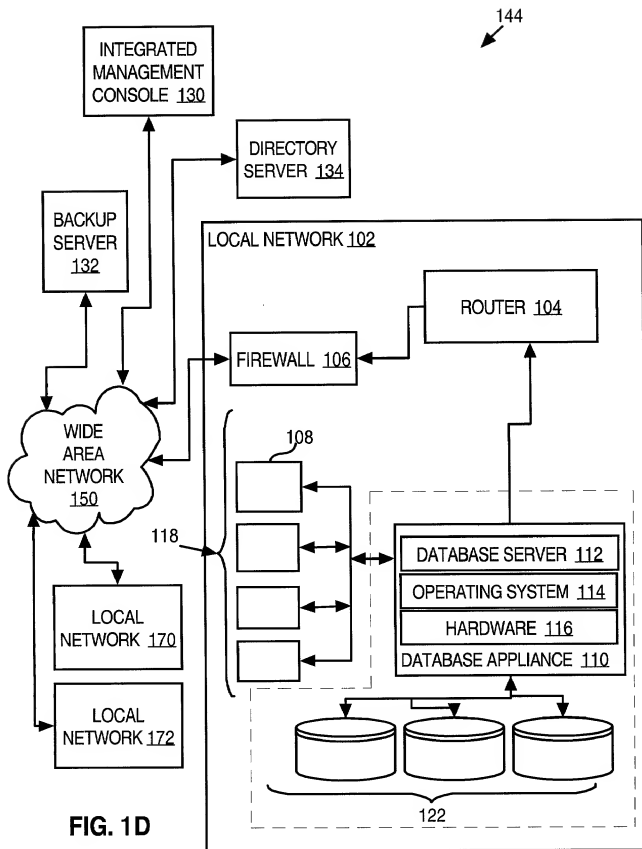 144
INTEGRATED
MANAGEMENT
CONSOLE 130
DIRECTORY
SERVER 134
BACKUP
SERVER
132
LOCAL NETWORK 102
ROUTER 104
FIREWALL 106
WIDE
AREA
NETWORK
150
108
118
DATABASE SERVER 112
OPERATING SYSTEM 114
HARDWARE 116
DATABASE APPLIANCE 110
LOCAL
NETWORK 170
LOCAL
NETWORK 172
122
FIG. 1D